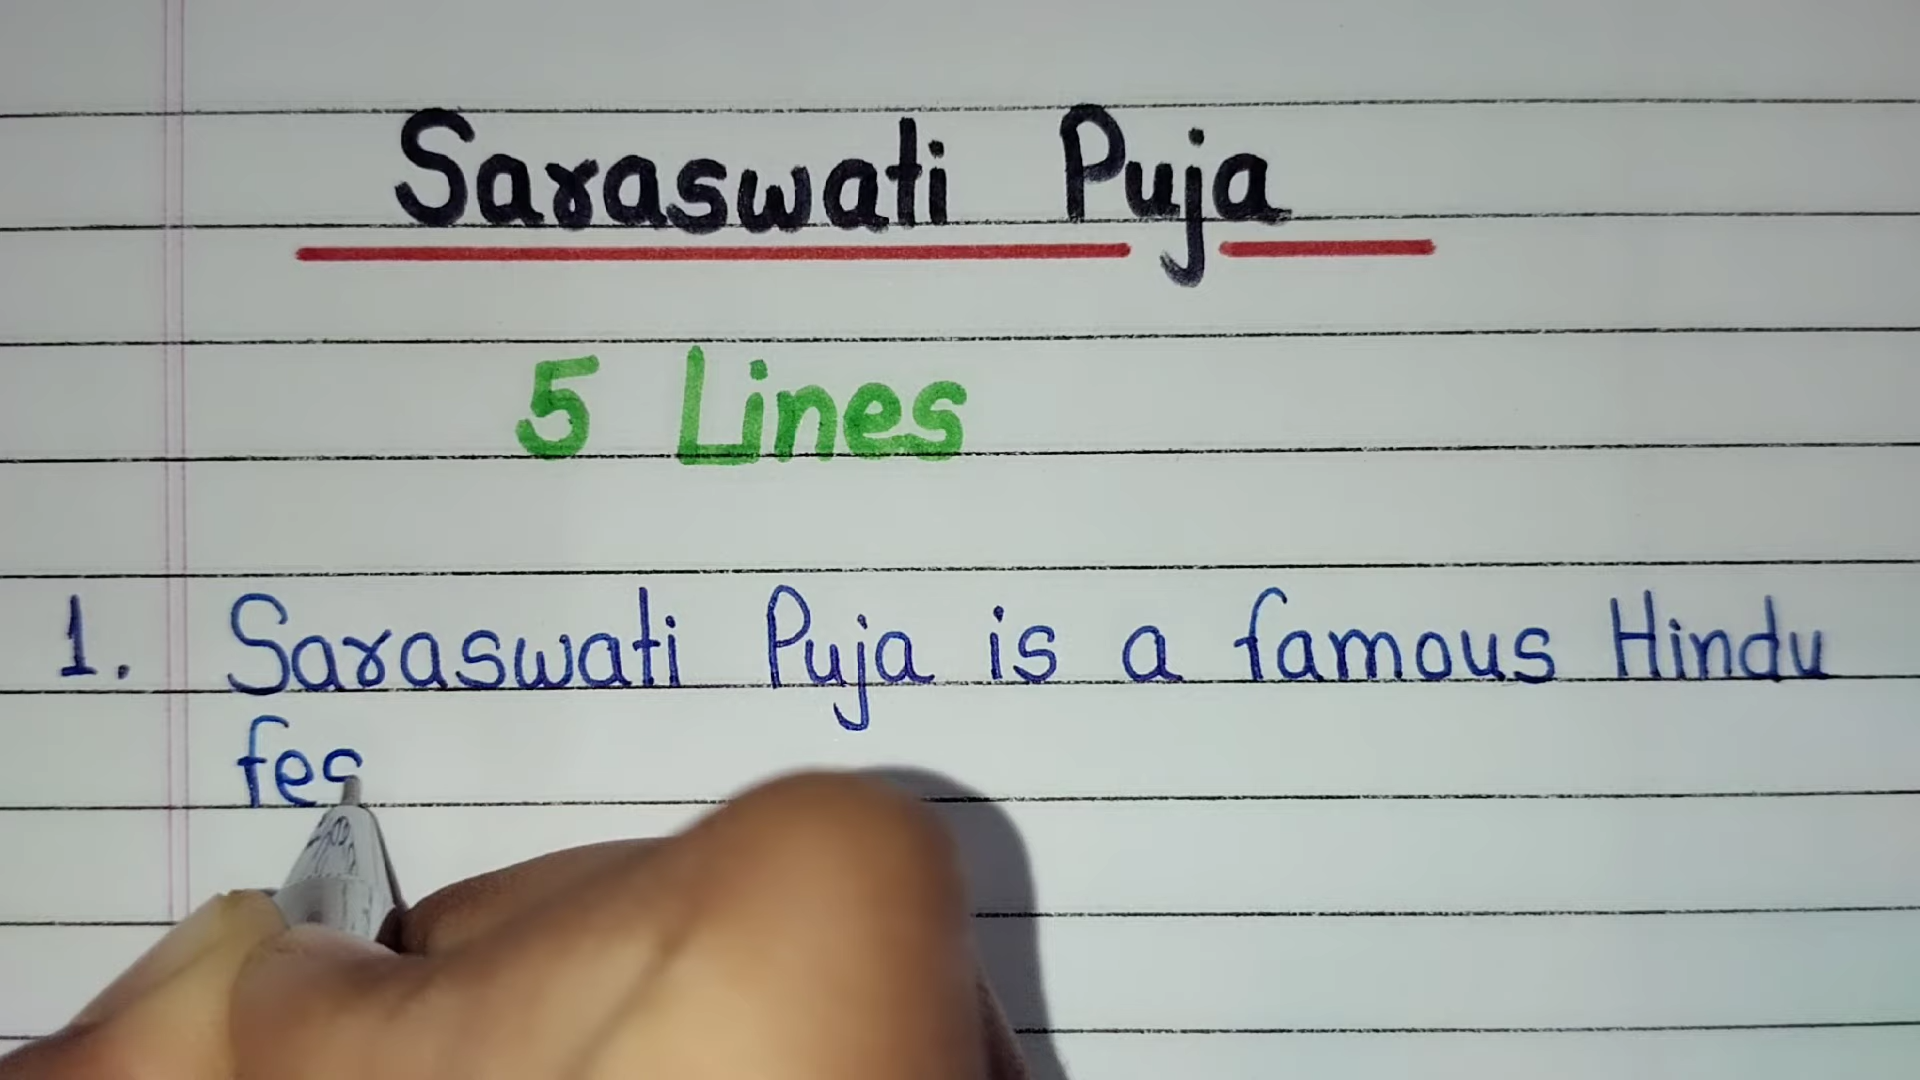 Saraswati Puja
5 Lines
1. Saraswati Puja is a famous Hindu
fes